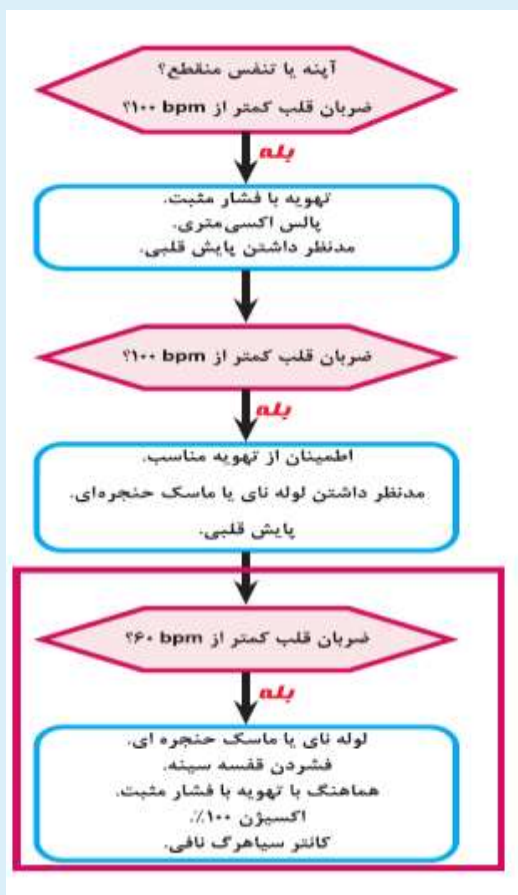 آپنه یا تنفس منقطع؟
ضربان قلب کمتر از ۱۰۰ bpm؟
بله
تهویه با فشار مثبت.
پالس اکسی‌متری.
مدنظر داشتن پایش قلبی.
ضربان قلب کمتر از ۱۰۰ bpm؟
بله
اطمینان از تهویه مناسب.
مدنظر داشتن لوله نای یا ماسک حنجره‌ای.
پایش قلبی.
ضربان قلب کمتر از ۶۰ bpm؟
بله
لوله نای یا ماسک حنجره ای.
فشردن قفسه سینه.
هماهنگ با تهویه با فشار مثبت.
اکسیژن ۱۰۰٪.
کاتتر سیاهرگ نافی.